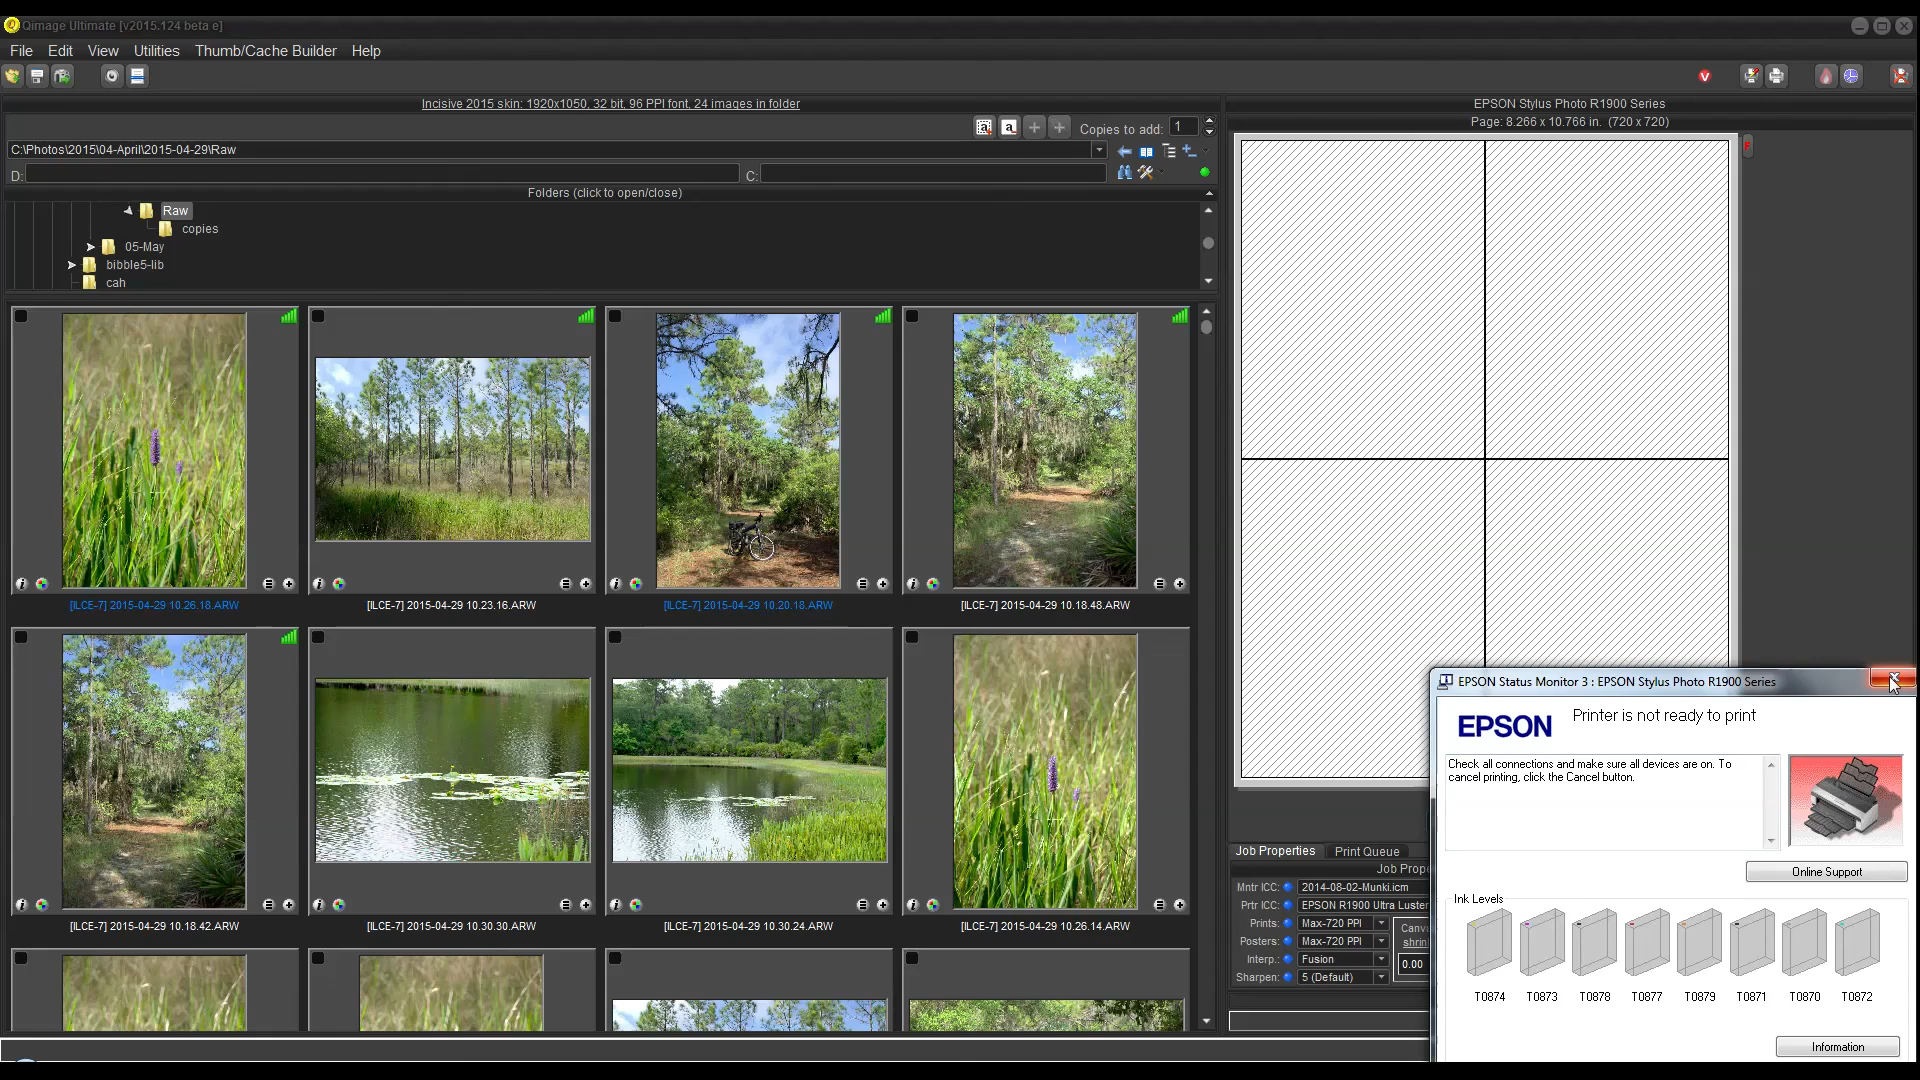 Qimage Ultimate [v2015.124 beta e]
File Edit View Utilities Thumb/Cache Builder Help
Incisive 2015 skin: 1920x1050, 32 bit, 96 PPI font, 24 images in folder
EPSON Stylus Photo R1900 Series
Page: 8.266 x 10.766 in. (720 x 720)
Copies to add: 1
C:\Photos\2015\04-April\2015-04-29\Raw
D: C:
Folders (click to open/close)
Raw
copies
05-May
bibble5-lib
cah
[ILCE-7] 2015-04-29 10.26.18.ARW
[ILCE-7] 2015-04-29 10.23.16.ARW
[ILCE-7] 2015-04-29 10.20.18.ARW
[ILCE-7] 2015-04-29 10.18.48.ARW
[ILCE-7] 2015-04-29 10.18.42.ARW
[ILCE-7] 2015-04-29 10.30.30.ARW
[ILCE-7] 2015-04-29 10.30.24.ARW
[ILCE-7] 2015-04-29 10.26.14.ARW
F
Job Properties Print Queue
Job Prope
Mntr ICC: 2014-08-02-Munki.icm
Prtr ICC: EPSON R1900 Ultra Luster
Prints: Max-720 PPI
Posters: Max-720 PPI
Interp.: Fusion
Sharpen: 5 (Default)
Canv
shrin
0.00
EPSON Status Monitor 3 : EPSON Stylus Photo R1900 Series
EPSON
Printer is not ready to print
Check all connections and make sure all devices are on. To
cancel printing, click the Cancel button.
Online Support
Ink Levels
T0874 T0873 T0878 T0877 T0879 T0871 T0870 T0872
Information